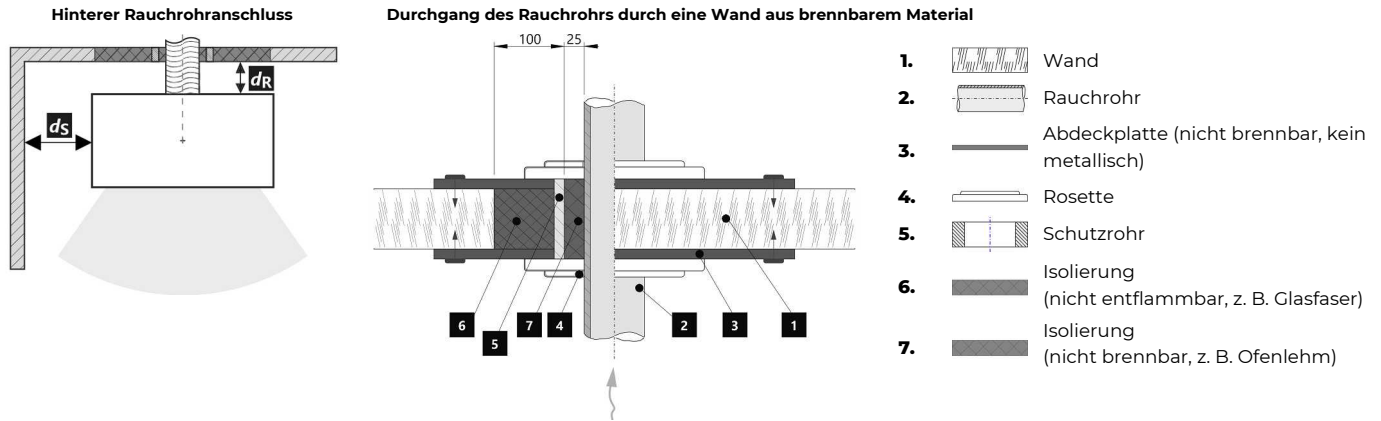 Hinterer Rauchrohranschluss
dR
dS
Durchgang des Rauchrohrs durch eine Wand aus brennbarem Material
100
25
6
5
7
4
2
3
1
1. Wand
2. Rauchrohr
3. Abdeckplatte (nicht brennbar, kein
metallisch)
4. Rosette
5. Schutzrohr
6. Isolierung
(nicht entflammbar, z. B. Glasfaser)
7. Isolierung
(nicht brennbar, z. B. Ofenlehm)